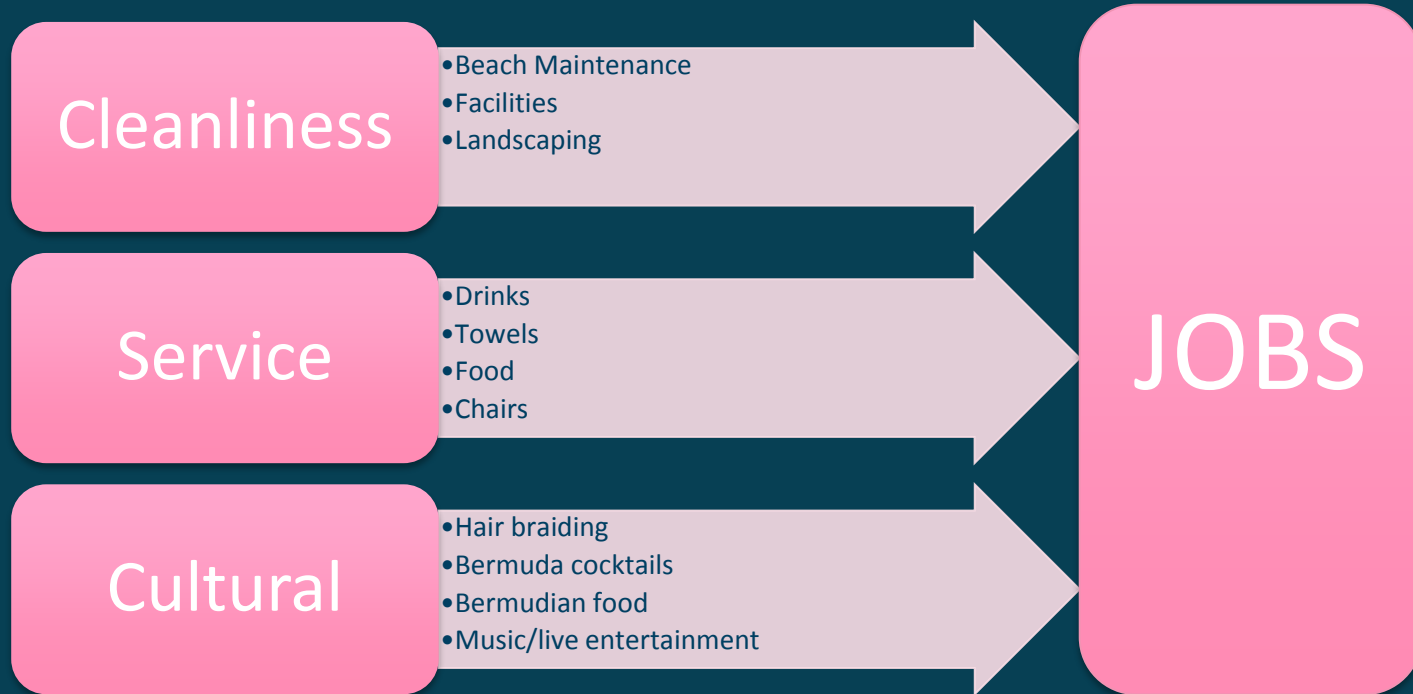 Cleanliness
•Beach Maintenance
•Facilities
•Landscaping
Service
•Drinks
•Towels
•Food
•Chairs
Cultural
•Hair braiding
•Bermuda cocktails
•Bermudian food
•Music/live entertainment
JOBS